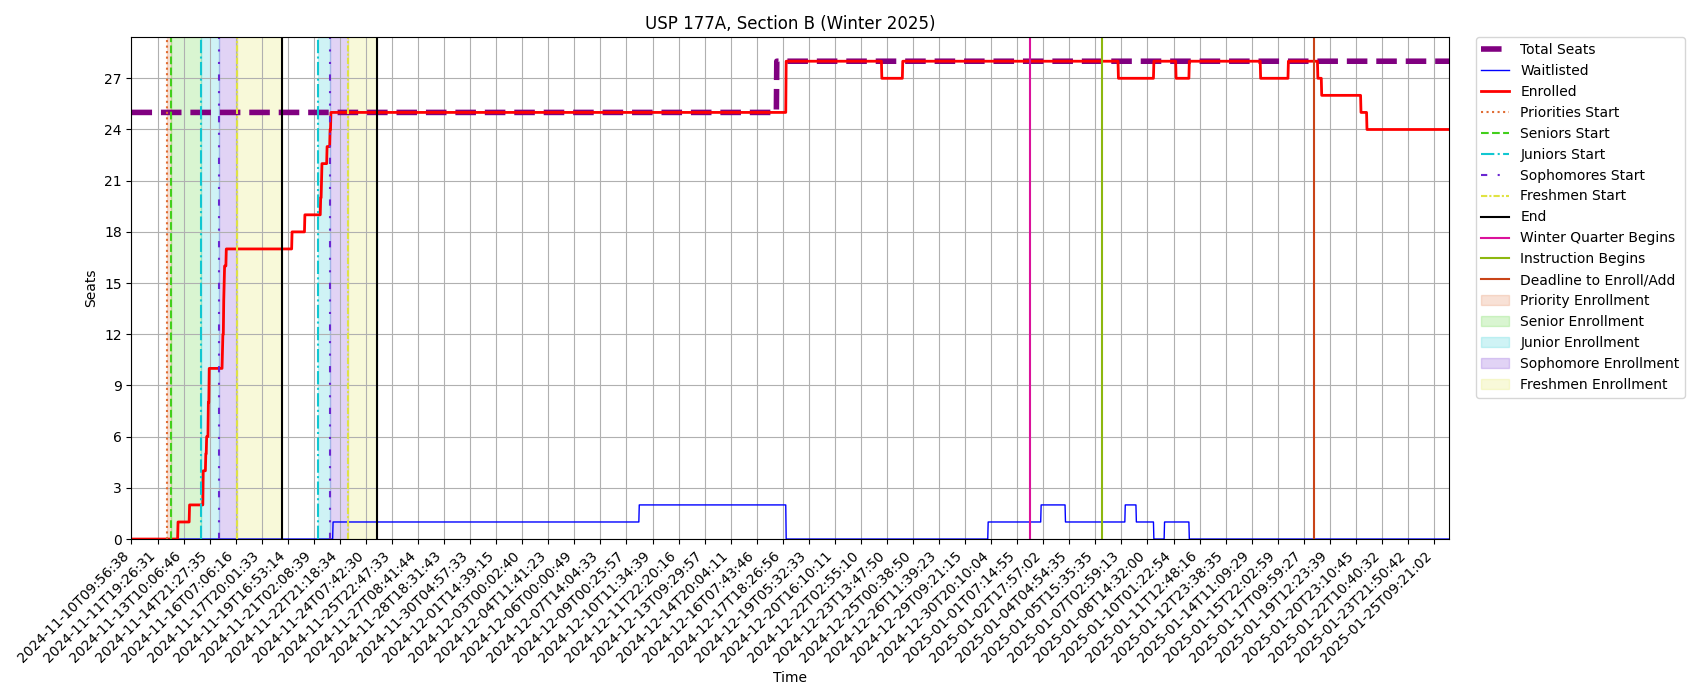 USP 177A, Section B (Winter 2025)
Seats
27
24
21
18
15
12
9
6
3
0
2024-11-10T09:56:38
2024-11-11T19:26:31
2024-11-13T10:06:46
2024-11-14T21:27:35
2024-11-16T07:06:16
2024-11-17T20:01:33
2024-11-19T16:53:14
2024-11-21T02:08:39
2024-11-22T21:18:34
2024-11-24T07:42:30
2024-11-25T22:47:33
2024-11-27T08:41:44
2024-11-28T18:31:43
2024-11-30T04:57:33
2024-12-01T14:39:15
2024-12-03T00:02:40
2024-12-04T11:41:23
2024-12-06T00:00:49
2024-12-07T14:04:33
2024-12-09T00:25:57
2024-12-10T11:34:39
2024-12-11T22:20:16
2024-12-13T09:29:57
2024-12-14T20:04:11
2024-12-16T07:43:46
2024-12-17T18:26:56
2024-12-19T05:32:33
2024-12-20T16:10:11
2024-12-22T02:55:10
2024-12-23T13:47:50
2024-12-25T00:38:50
2024-12-26T11:39:23
2024-12-29T09:21:15
2024-12-30T20:10:04
2025-01-01T07:14:55
2025-01-02T17:57:02
2025-01-04T04:54:35
2025-01-05T15:35:35
2025-01-07T02:59:13
2025-01-08T14:32:00
2025-01-10T01:22:54
2025-01-11T12:48:16
2025-01-12T23:38:35
2025-01-14T11:09:29
2025-01-15T22:02:59
2025-01-17T09:59:27
2025-01-19T12:23:39
2025-01-20T23:10:45
2025-01-22T10:40:32
2025-01-23T21:50:42
2025-01-25T09:21:02
Time
Total Seats
Waitlisted
Enrolled
Priorities Start
Seniors Start
Juniors Start
Sophomores Start
Freshmen Start
End
Winter Quarter Begins
Instruction Begins
Deadline to Enroll/Add
Priority Enrollment
Senior Enrollment
Junior Enrollment
Sophomore Enrollment
Freshmen Enrollment